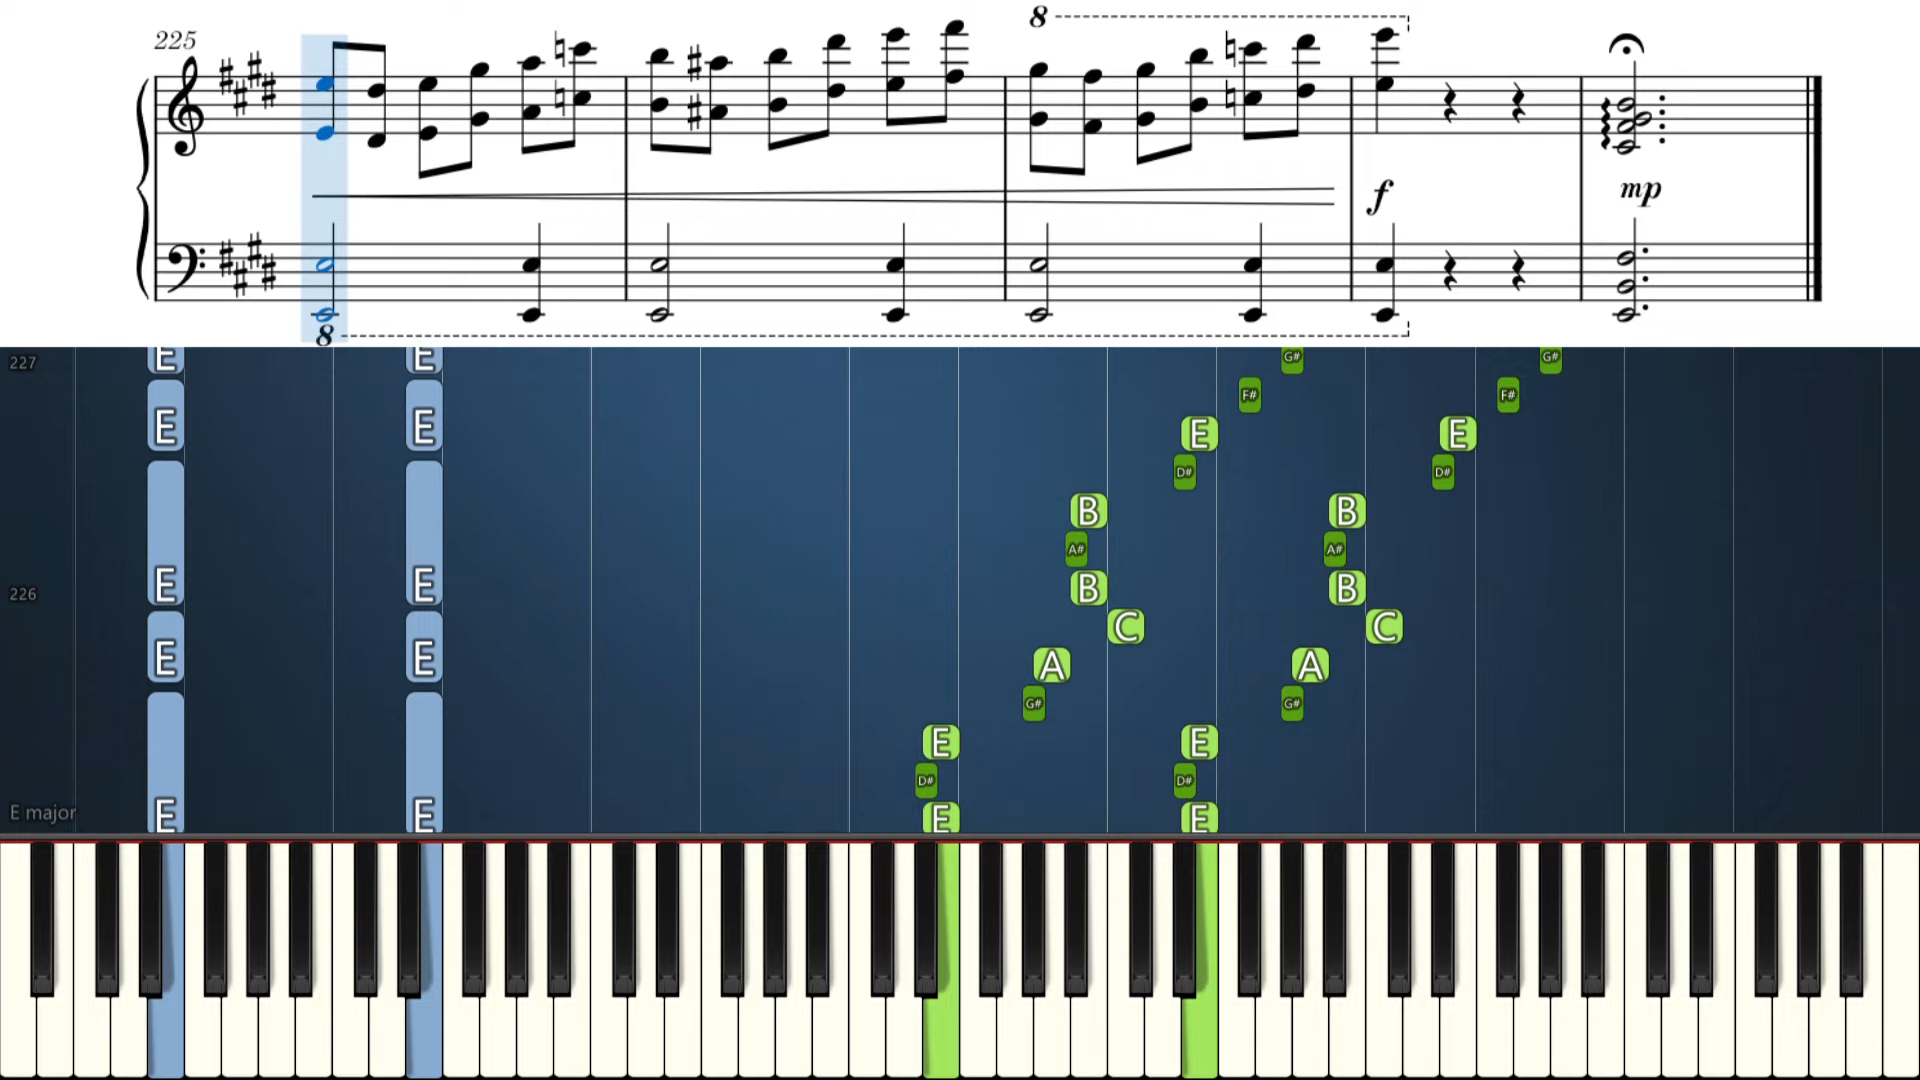 8
225
f
mp
8
227
E E G# G#
E E F# F#
E E
D# D#
B B
A# A#
226
E E B B
C C
E E A A
G# G#
E E
D# D#
E major
E E E E